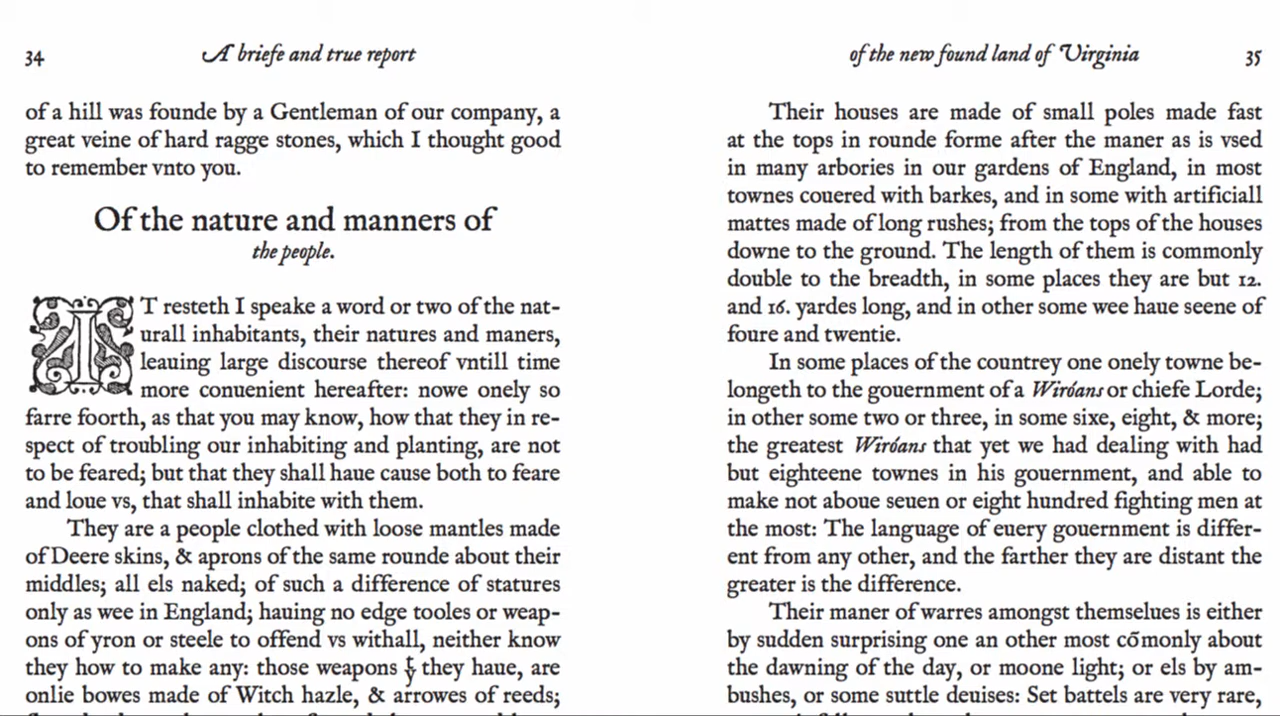 34
A briefe and true report
of a hill was founde by a Gentleman of our company, a
great veine of hard ragge stones, which I thought good
to remember vnto you.
Of the nature and manners of
the people.
IT resteth I speake a word or two of the nat-
urall inhabitants, their natures and maners,
leauing large discourse thereof vntill time
more conuenient hereafter: nowe onely so
farre foorth, as that you may know, how that they in re-
spect of troubling our inhabiting and planting, are not
to be feared; but that they shall haue cause both to feare
and loue vs, that shall inhabite with them.
They are a people clothed with loose mantles made
of Deere skins, & aprons of the same rounde about their
middles; all els naked; of such a difference of statures
only as wee in England; hauing no edge tooles or weap-
ons of yron or steele to offend vs withall, neither know
they how to make any: those weapons yͭ they haue, are
onlie bowes made of Witch hazle, & arrowes of reeds;
of the new found land of Virginia
35
Their houses are made of small poles made fast
at the tops in rounde forme after the maner as is vsed
in many arbories in our gardens of England, in most
townes couered with barkes, and in some with artificiall
mattes made of long rushes; from the tops of the houses
downe to the ground. The length of them is commonly
double to the breadth, in some places they are but 12.
and 16. yardes long, and in other some wee haue seene of
foure and twentie.
In some places of the countrey one onely towne be-
longeth to the gouernment of a Wiróans or chiefe Lorde;
in other some two or three, in some sixe, eight, & more;
the greatest Wiróans that yet we had dealing with had
but eighteene townes in his gouernment, and able to
make not aboue seuen or eight hundred fighting men at
the most: The language of euery gouernment is differ-
ent from any other, and the farther they are distant the
greater is the difference.
Their maner of warres amongst themselues is either
by sudden surprising one an other most cōmonly about
the dawning of the day, or moone light; or els by am-
bushes, or some suttle deuises: Set battels are very rare,